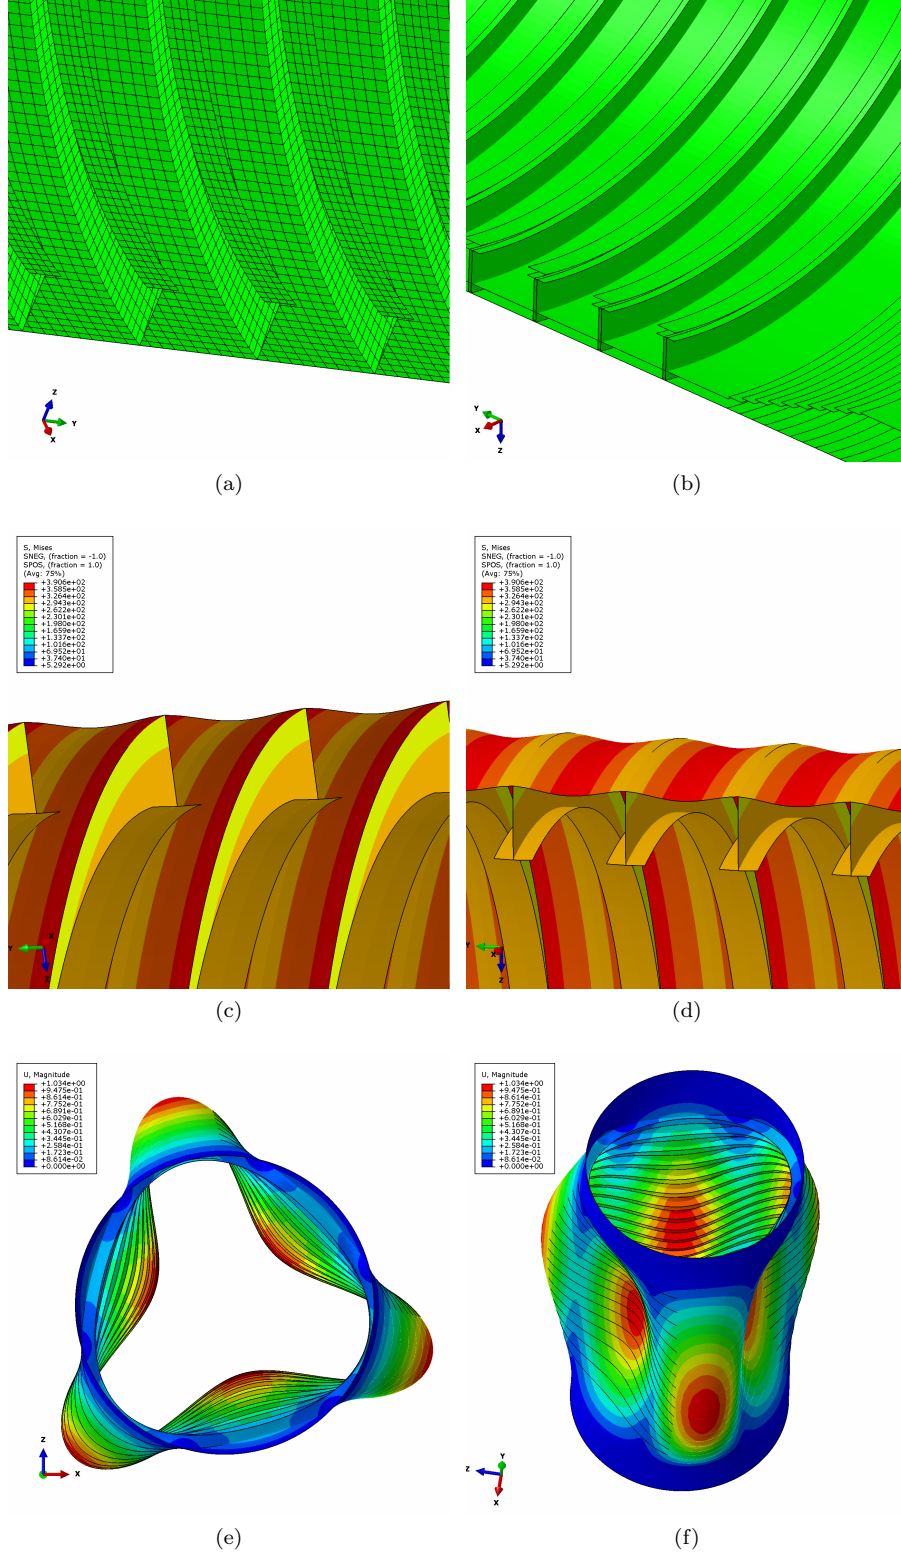 Z
Y
X
Y
X
Z
(a)
(b)
S, Mises
SNEG, (fraction = -1.0)
SPOS, (fraction = 1.0)
(Avg: 75%)
+3.906e+02
+3.585e+02
+3.264e+02
+2.943e+02
+2.622e+02
+2.301e+02
+1.980e+02
+1.659e+02
+1.337e+02
+1.016e+02
+6.952e+01
+3.740e+01
+5.292e+00
X
Y
Z
S, Mises
SNEG, (fraction = -1.0)
SPOS, (fraction = 1.0)
(Avg: 75%)
+3.906e+02
+3.585e+02
+3.264e+02
+2.943e+02
+2.622e+02
+2.301e+02
+1.980e+02
+1.659e+02
+1.337e+02
+1.016e+02
+6.952e+01
+3.740e+01
+5.292e+00
Y
X
Z
(c)
(d)
U, Magnitude
+1.034e+00
+9.475e-01
+8.614e-01
+7.752e-01
+6.891e-01
+6.029e-01
+5.168e-01
+4.307e-01
+3.445e-01
+2.584e-01
+1.723e-01
+8.614e-02
+0.000e+00
Z
X
U, Magnitude
+1.034e+00
+9.475e-01
+8.614e-01
+7.752e-01
+6.891e-01
+6.029e-01
+5.168e-01
+4.307e-01
+3.445e-01
+2.584e-01
+1.723e-01
+8.614e-02
+0.000e+00
Y
Z
X
(e)
(f)